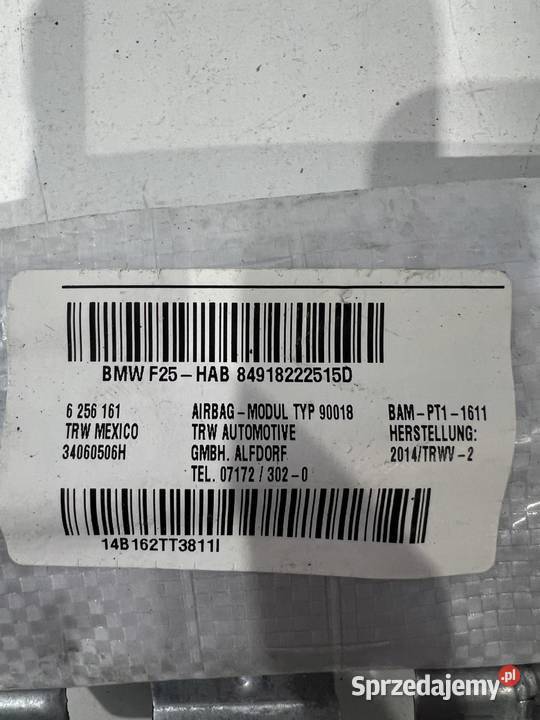 BMW F25-HAB 84918222515D
6 256 161 AIRBAG-MODUL TYP 90018 BAM-PT1-1611
TRW MEXICO TRW AUTOMOTIVE HERSTELLUNG:
34060506H GMBH. ALFDORF 2014/TRWV-2
TEL. 07172/302-0
14B162TT3811I
Sprzedajemy.pl